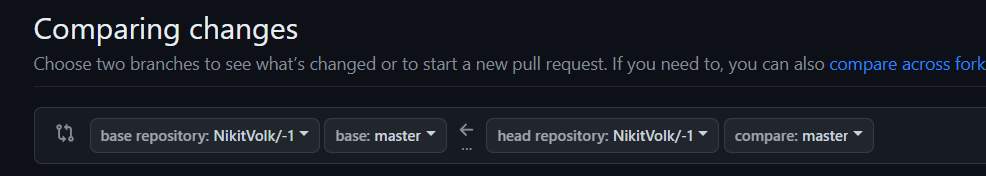 Comparing changes
Choose two branches to see what's changed or to start a new pull request. If you need to, you can also compare across fork
base repository: NikitVolk/-1 base: master ... head repository: NikitVolk/-1 compare: master